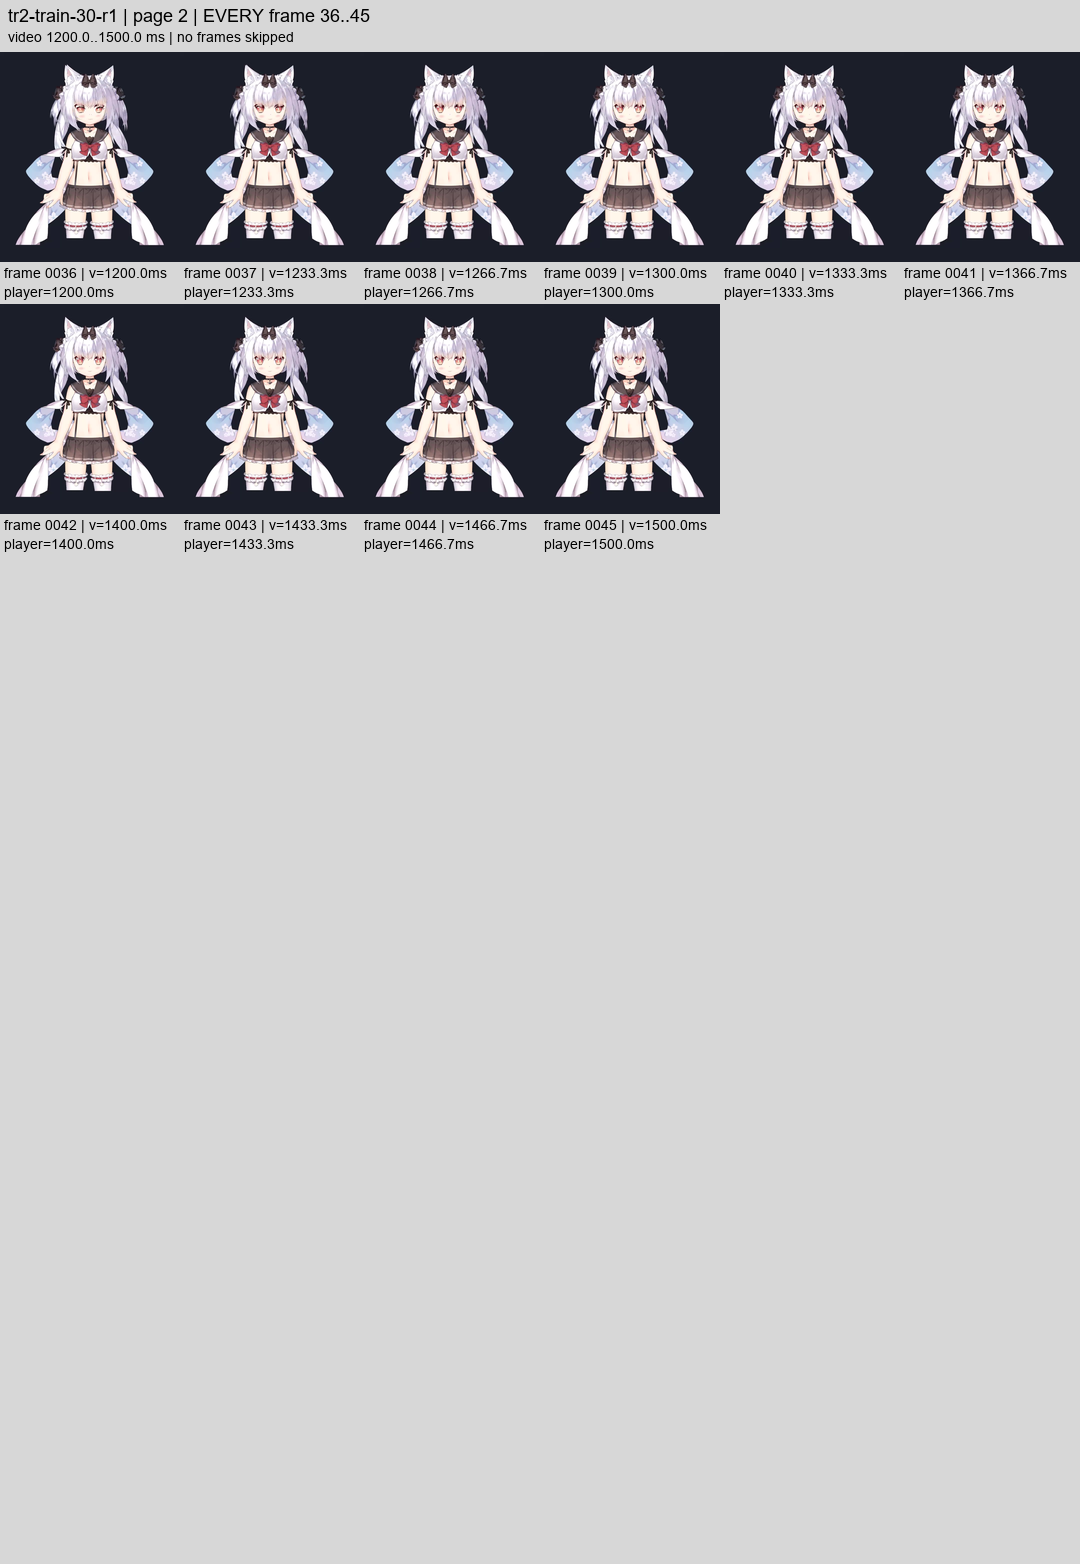 tr2-train-30-r1 | page 2 | EVERY frame 36..45
video 1200.0..1500.0 ms | no frames skipped
frame 0036 | v=1200.0ms
player=1200.0ms
frame 0037 | v=1233.3ms
player=1233.3ms
frame 0038 | v=1266.7ms
player=1266.7ms
frame 0039 | v=1300.0ms
player=1300.0ms
frame 0040 | v=1333.3ms
player=1333.3ms
frame 0041 | v=1366.7ms
player=1366.7ms
frame 0042 | v=1400.0ms
player=1400.0ms
frame 0043 | v=1433.3ms
player=1433.3ms
frame 0044 | v=1466.7ms
player=1466.7ms
frame 0045 | v=1500.0ms
player=1500.0ms